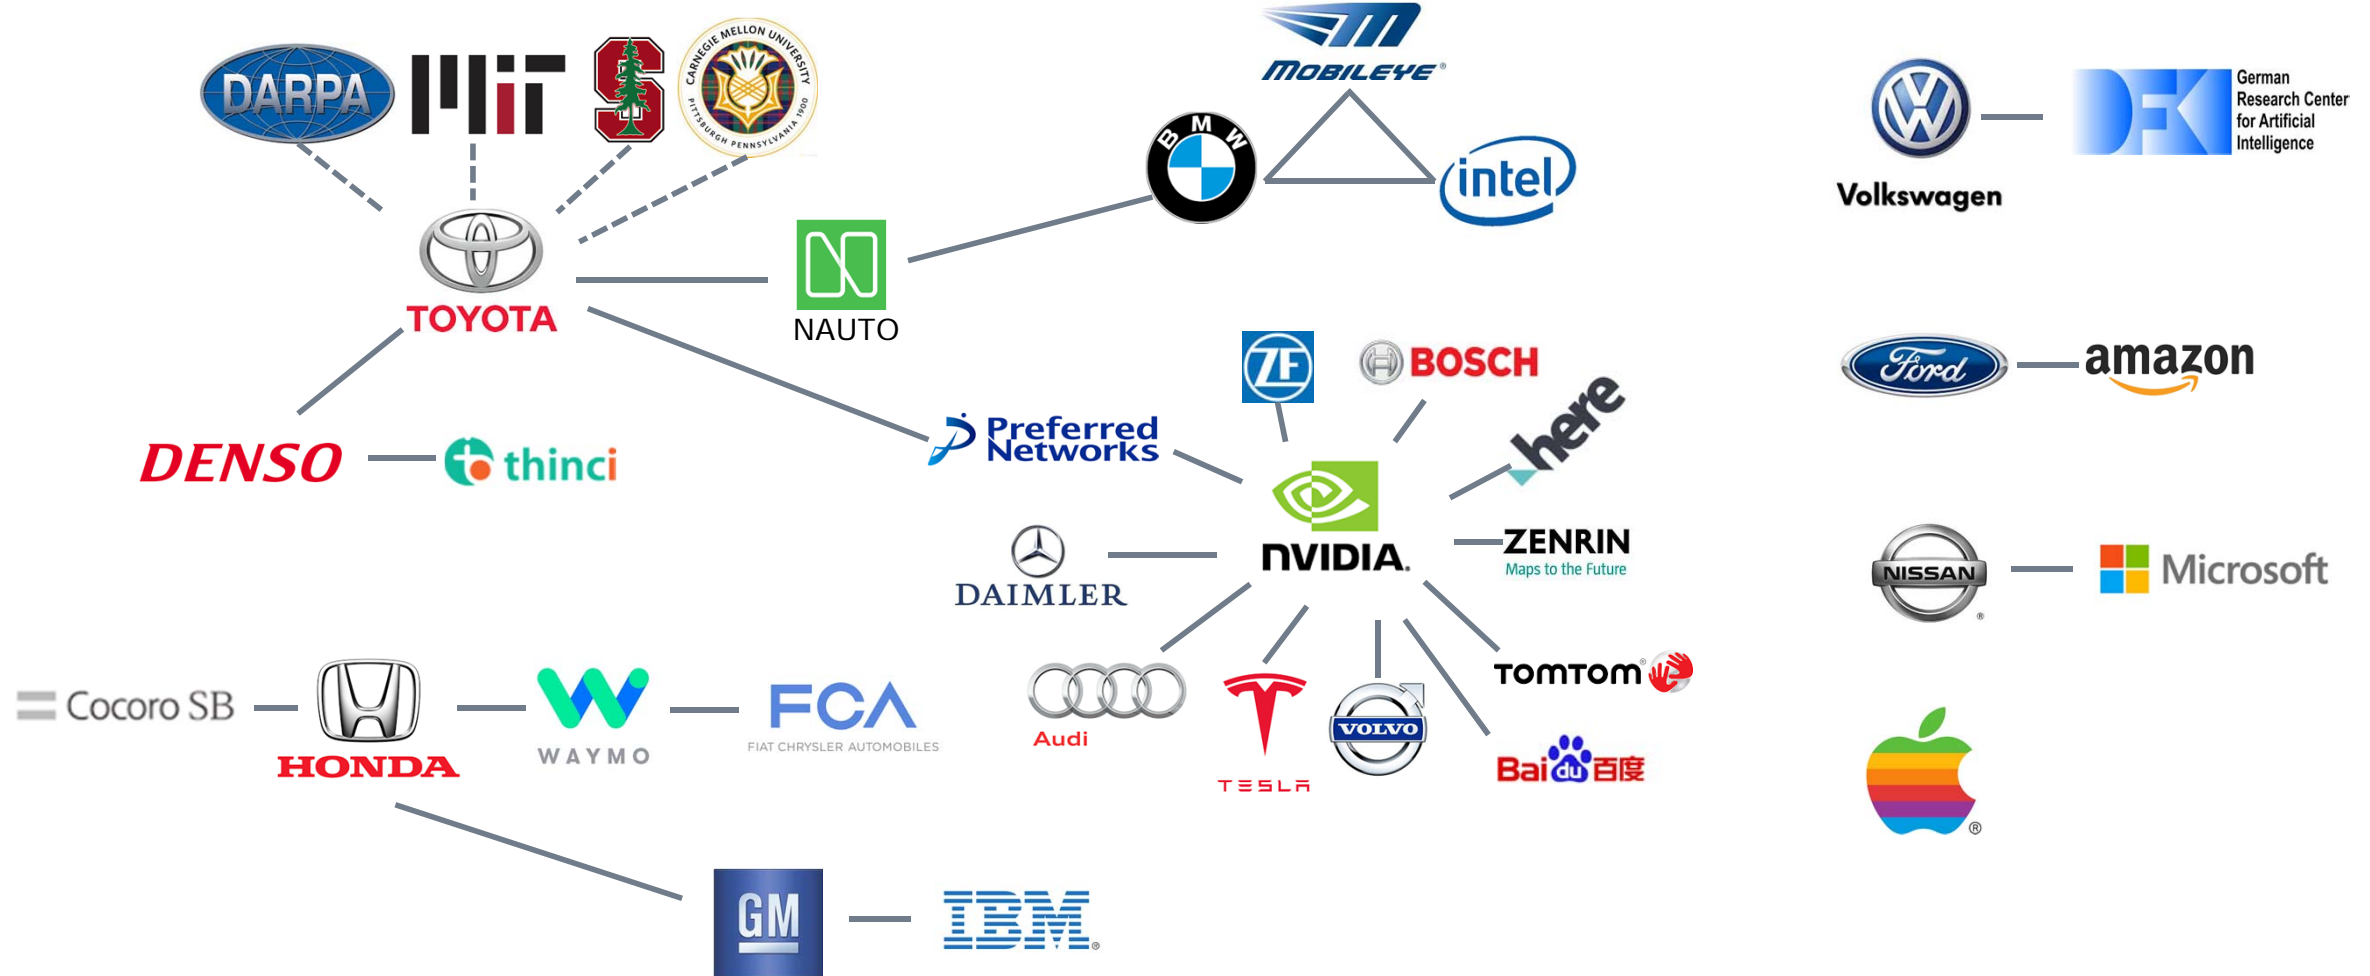 DARPA
MIT
S
CARNEGIE MELLON UNIVERSITY
PITTSBURGH PENNSYLVANIA 1900
MOBILEYE®
BMW
intel
Volkswagen
DFK
German
Research Center
for Artificial
Intelligence
TOYOTA
NAUTO
ZF
BOSCH
here
Ford
amazon
DENSO
thinci
Preferred
Networks
NVIDIA.
ZENRIN
Maps to the Future
DAIMLER
NISSAN
®
Microsoft
Cocoro SB
HONDA
WAYMO
FCA
FIAT CHRYSLER AUTOMOBILES
Audi
TESLA
VOLVO
TOMTOM®
Baidu百度
®
GM
IBM®